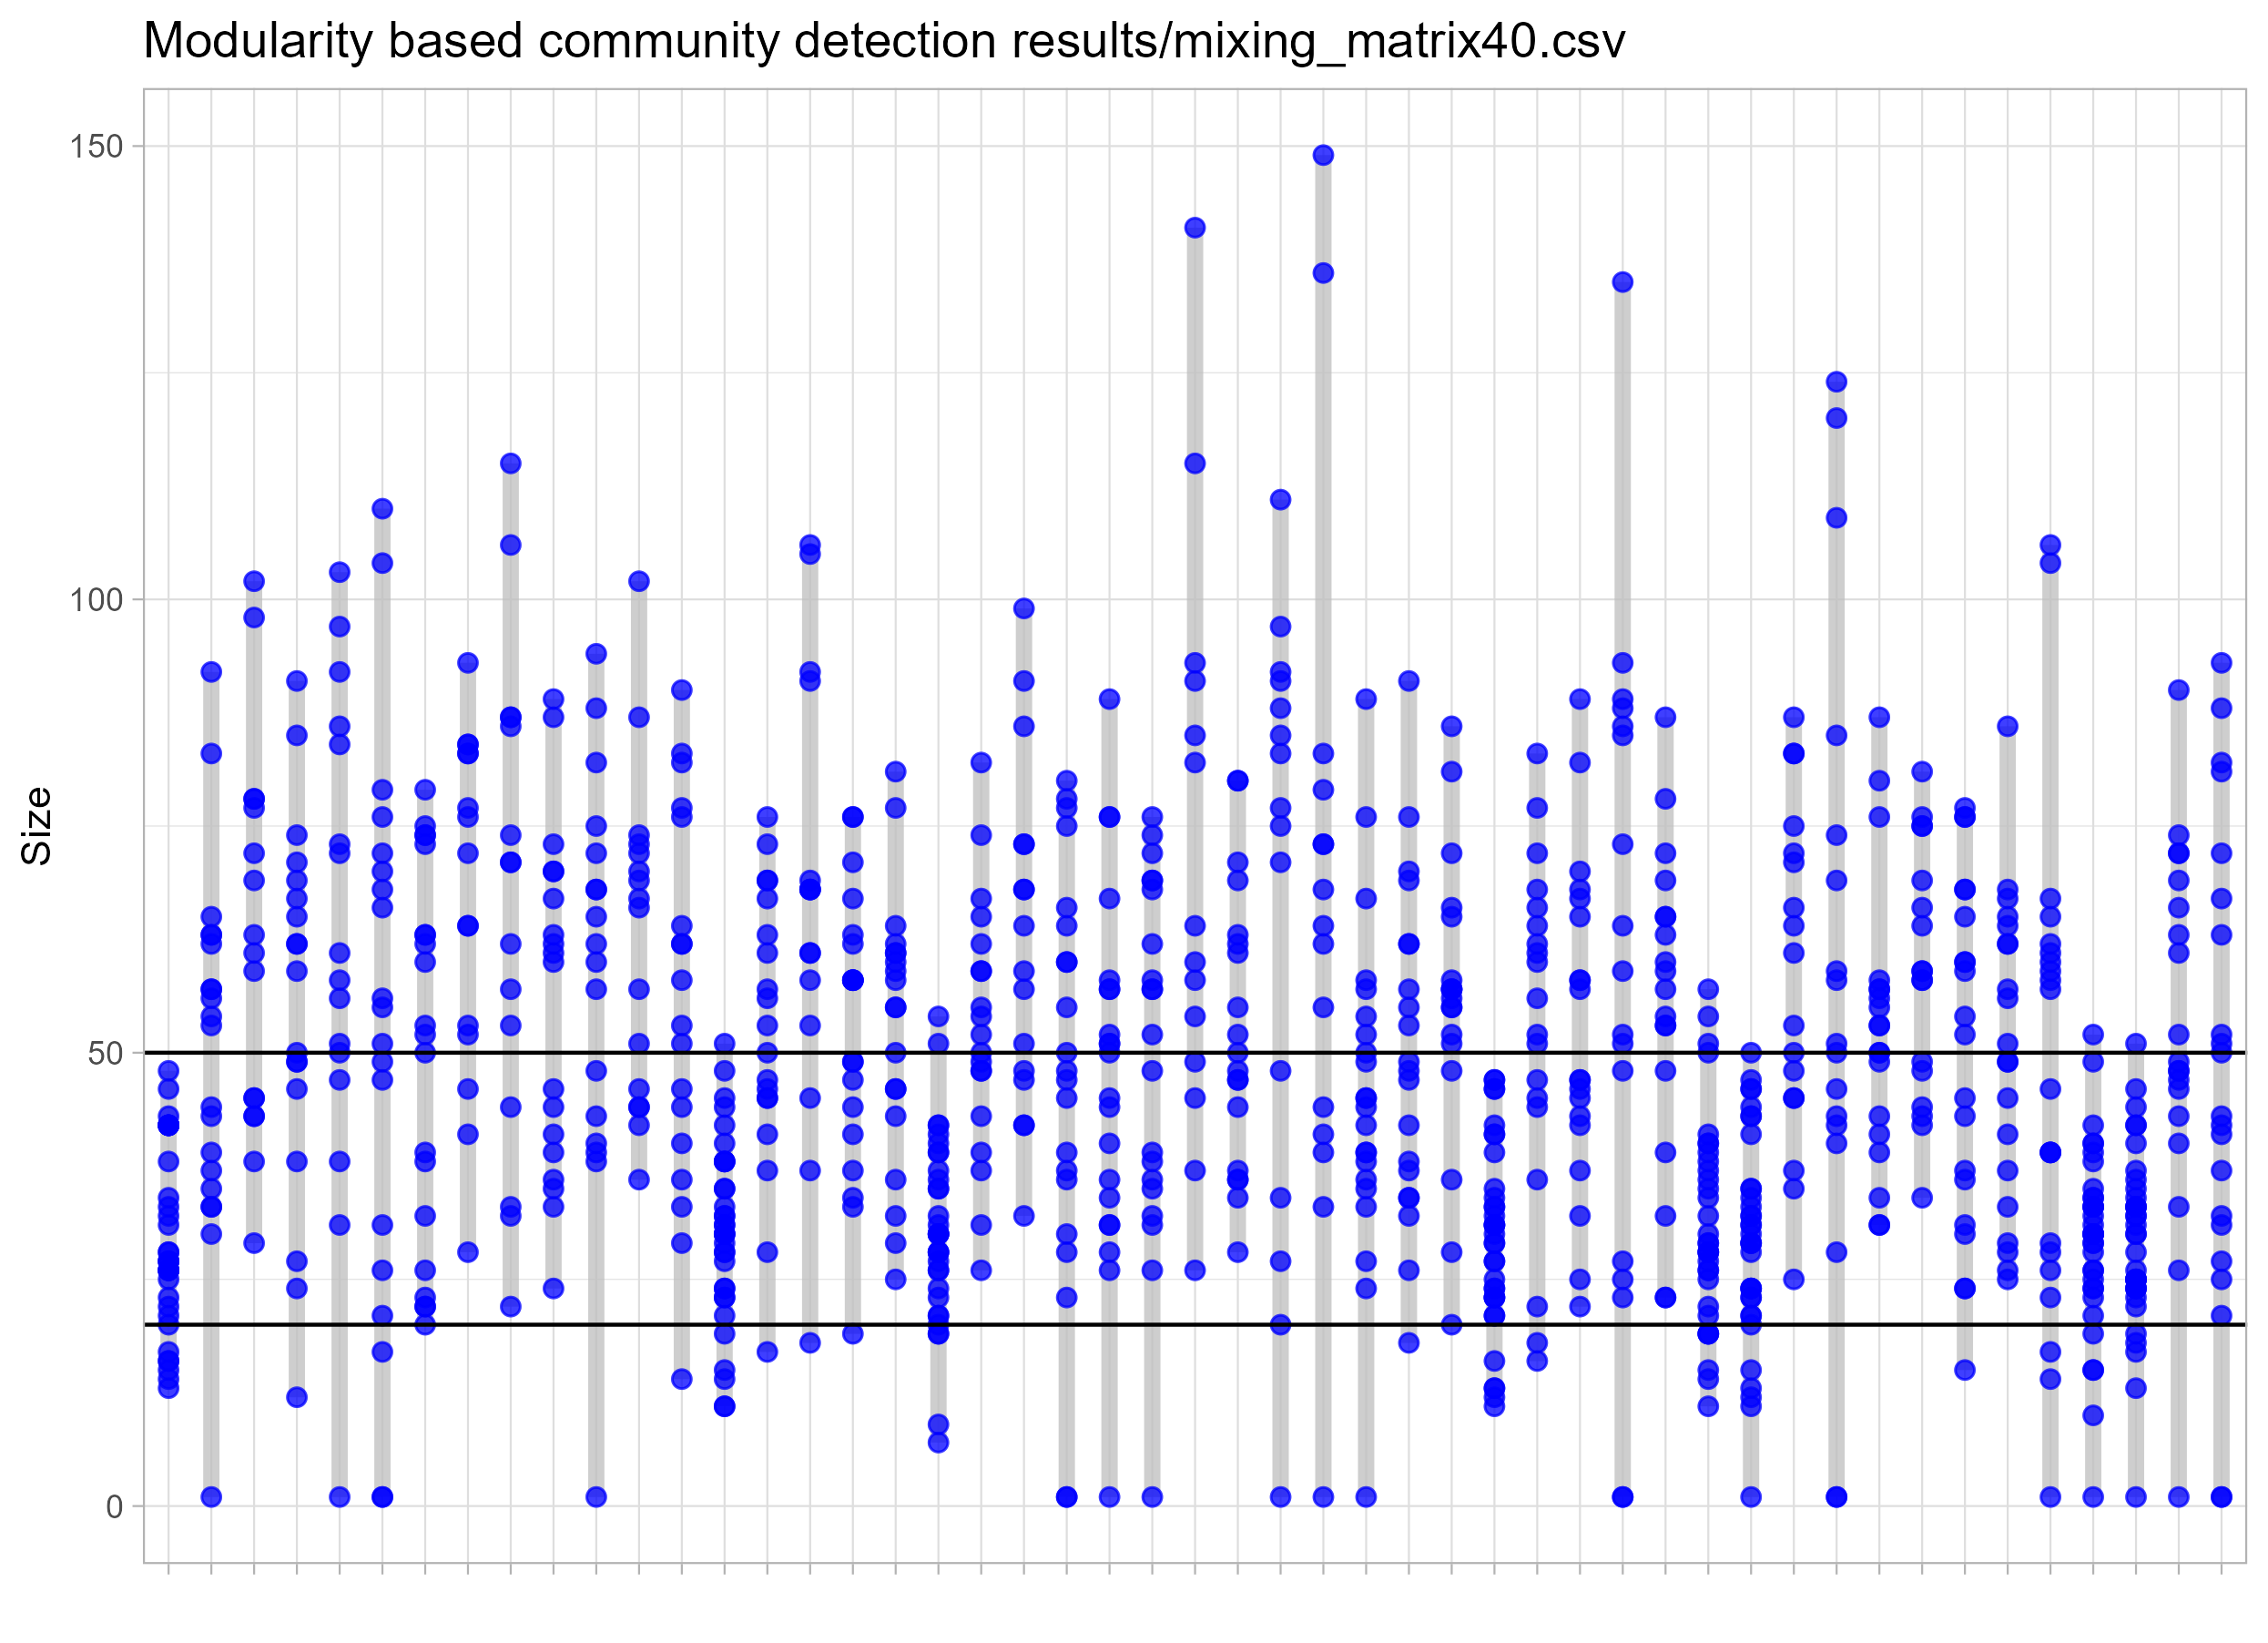 Modularity based community detection results/mixing_matrix40.csv
150
100
50
0
Size